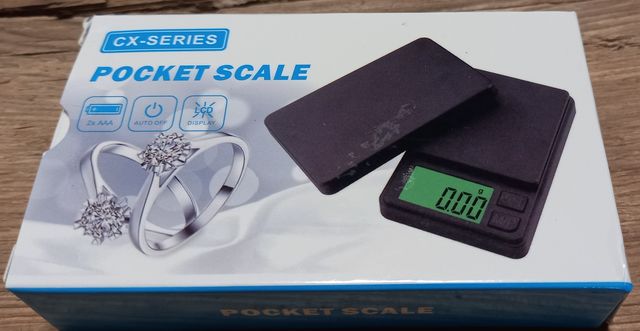 CX-SERIES
POCKET SCALE
2x AAA
AUTO OFF
LCD
DISPLAY
g
0.00
POCKET SCALE